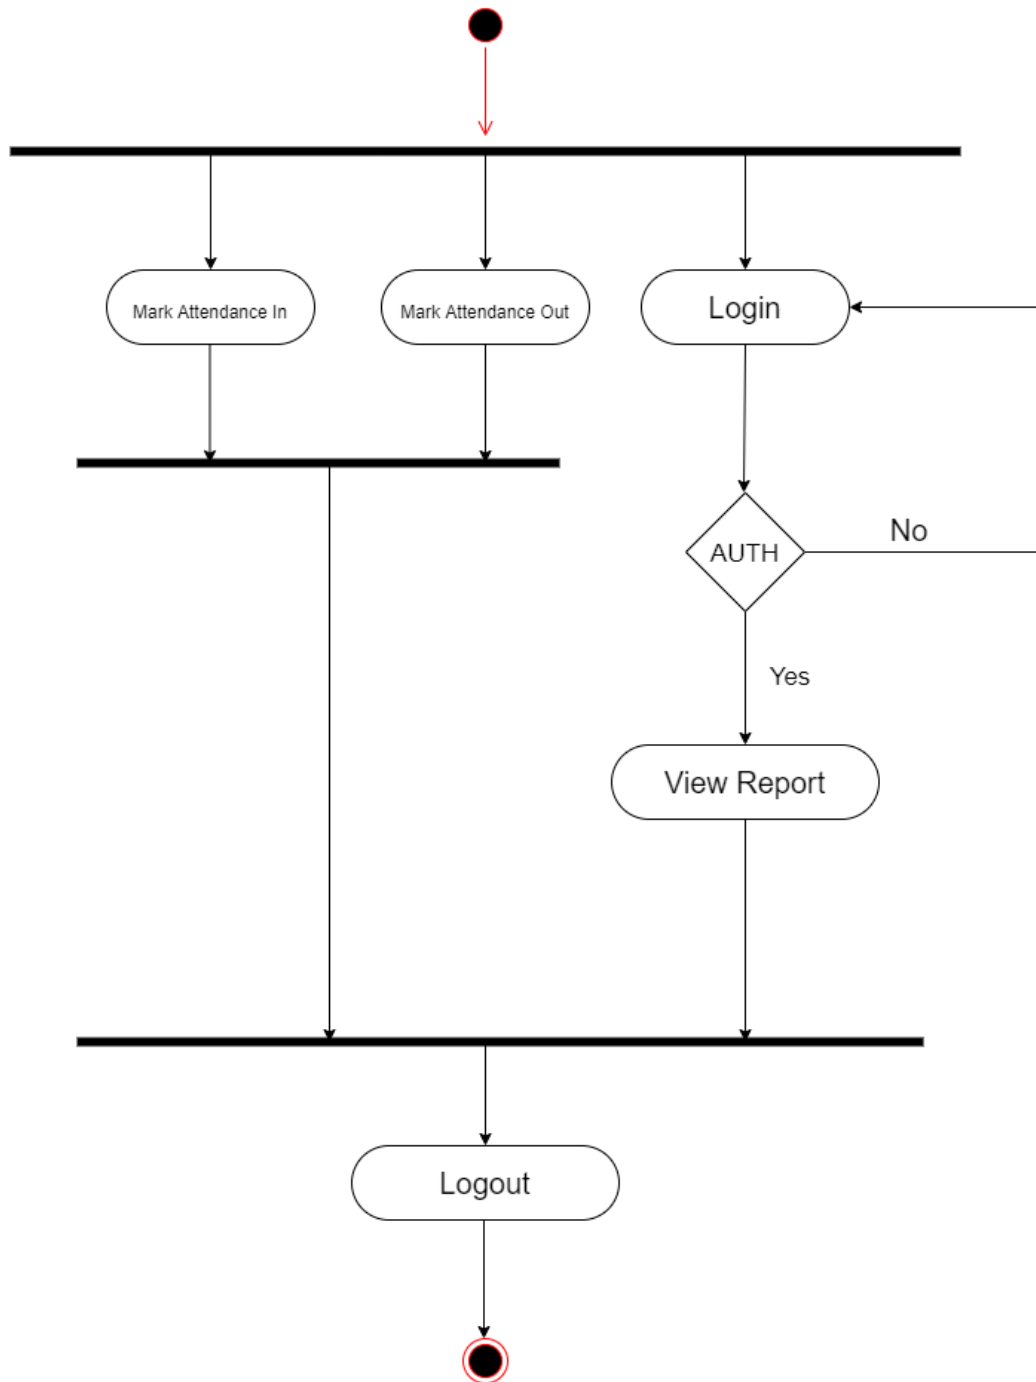 Mark Attendance In
Mark Attendance Out
Login
AUTH
No
Yes
View Report
Logout